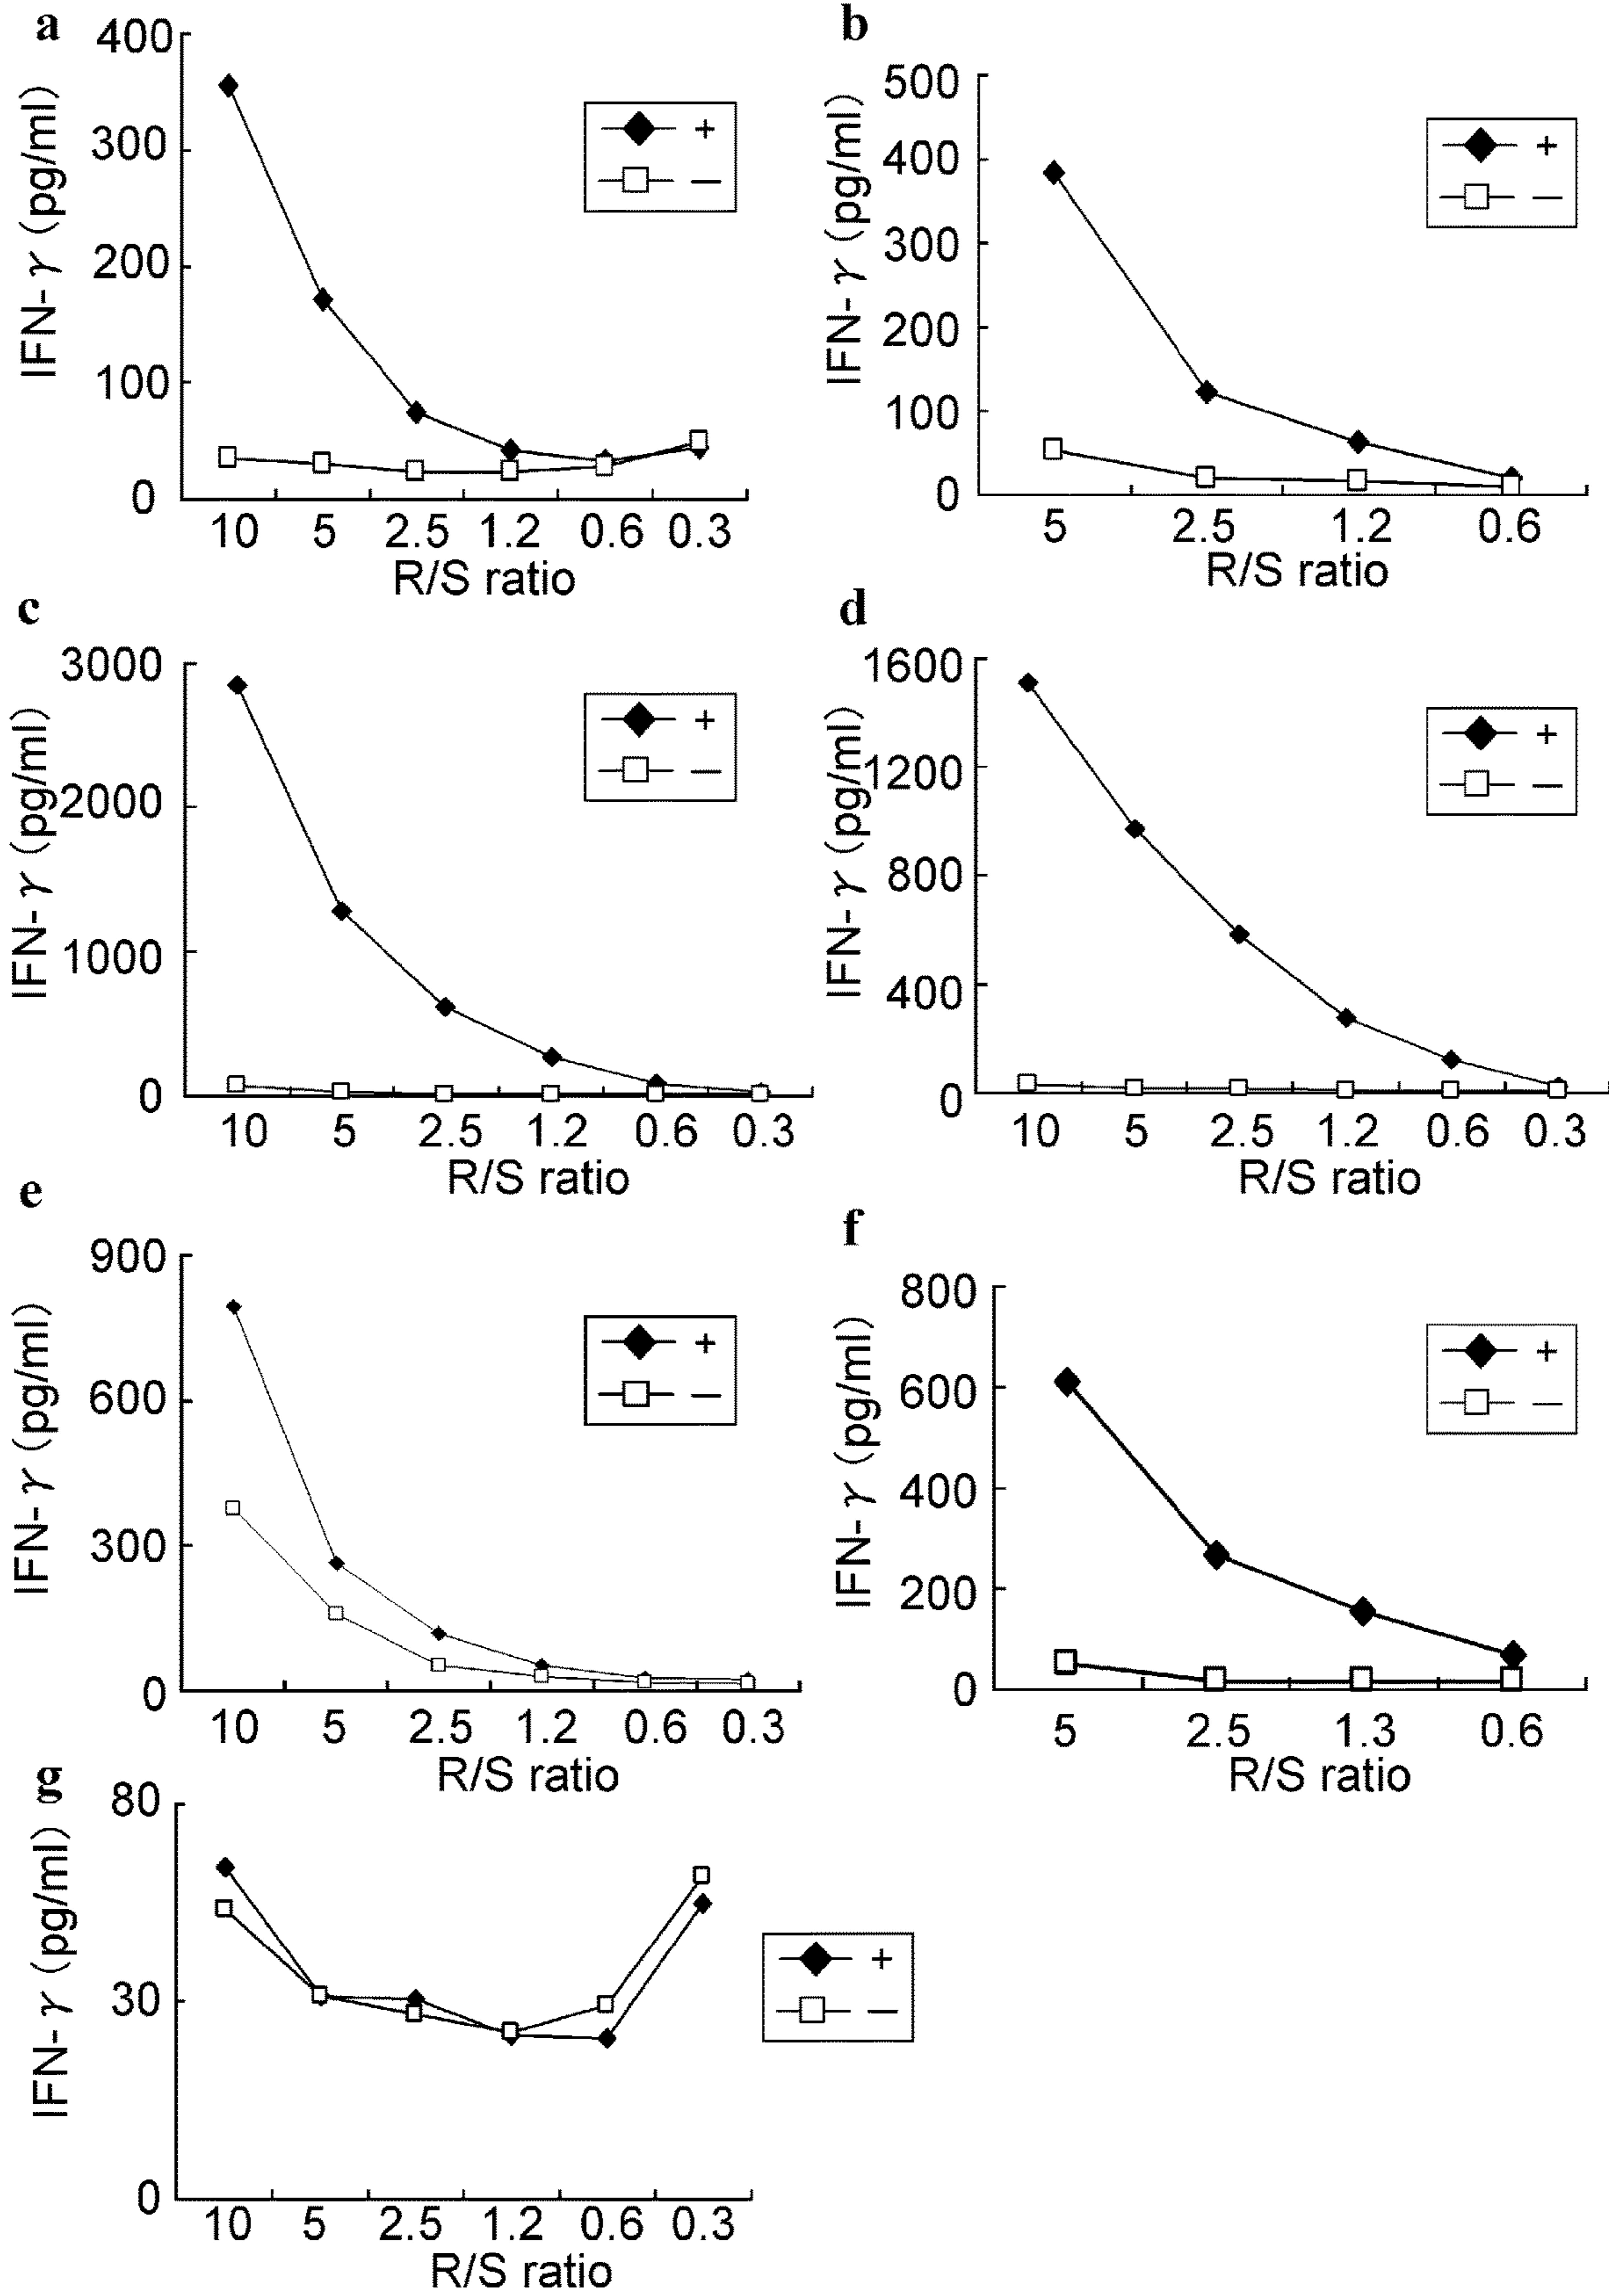 a
400
300
200
100
0
IFN-γ (pg/ml)
+
−
10 5 2.5 1.2 0.6 0.3
R/S ratio
b
500
400
300
200
100
0
IFN-γ (pg/ml)
+
−
5 2.5 1.2 0.6
R/S ratio
c
3000
2000
1000
0
IFN-γ (pg/ml)
+
−
10 5 2.5 1.2 0.6 0.3
R/S ratio
d
1600
1200
800
400
0
IFN-γ (pg/ml)
+
−
10 5 2.5 1.2 0.6 0.3
R/S ratio
e
900
600
300
0
IFN-γ (pg/ml)
+
−
10 5 2.5 1.2 0.6 0.3
R/S ratio
f
800
600
400
200
0
IFN-γ (pg/ml)
+
−
5 2.5 1.3 0.6
R/S ratio
g
80
30
0
IFN-γ (pg/ml)
+
−
10 5 2.5 1.2 0.6 0.3
R/S ratio